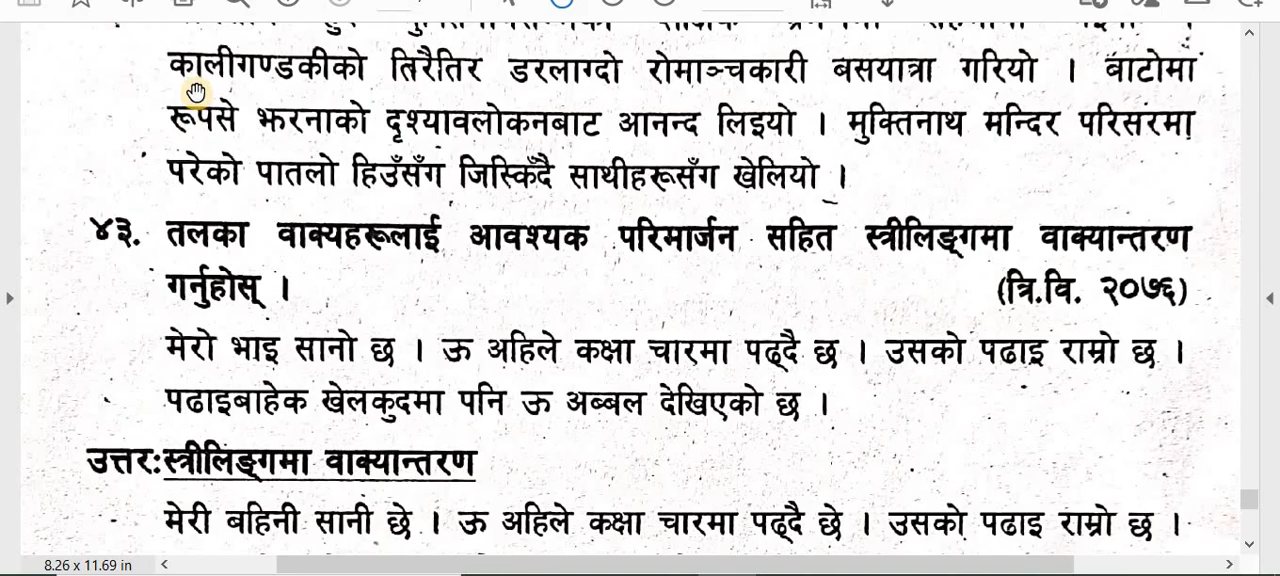 कालीगण्डकीको तिरैतिर डरलाग्दो रोमाञ्चकारी बसयात्रा गरियो । बाटोमा
रूपसे झरनाको दृश्यावलोकनबाट आनन्द लिइयो । मुक्तिनाथ मन्दिर परिसरमा
परेको पातलो हिउँसँग जिस्किँदै साथीहरूसँग खेलियो ।
४३. तलका वाक्यहरूलाई आवश्यक परिमार्जन सहित स्त्रीलिङ्गमा वाक्यान्तरण
गर्नुहोस् । (त्रि.वि. २०७६)
मेरो भाइ सानो छ । ऊ अहिले कक्षा चारमा पढ्दै छ । उसको पढाइ राम्रो छ ।
पढाइबाहेक खेलकुदमा पनि ऊ अब्बल देखिएको छ ।
उत्तर: स्त्रीलिङ्गमा वाक्यान्तरण
मेरी बहिनी सानी छे । ऊ अहिले कक्षा चारमा पढ्दै छे । उसको पढाइ राम्रो छ ।
8.26 x 11.69 in